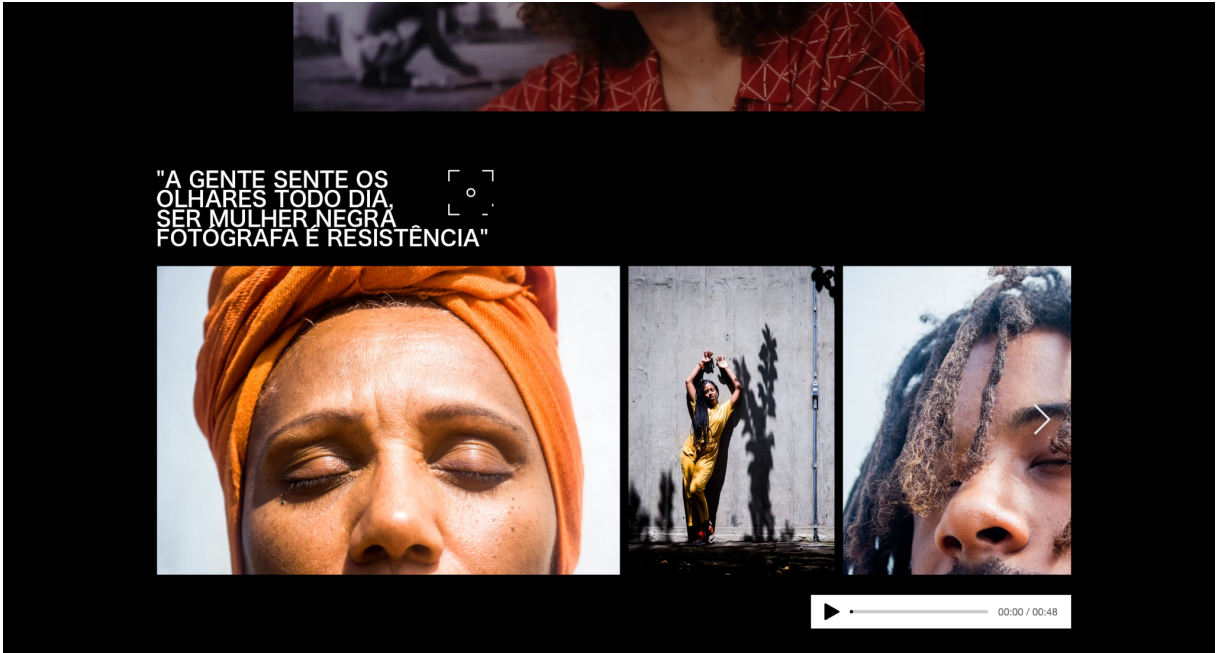 "A GENTE SENTE OS
OLHARES TODO DIA,
SER MULHER NEGRA
FOTÓGRAFA É RESISTÊNCIA"
00:00 / 00:48